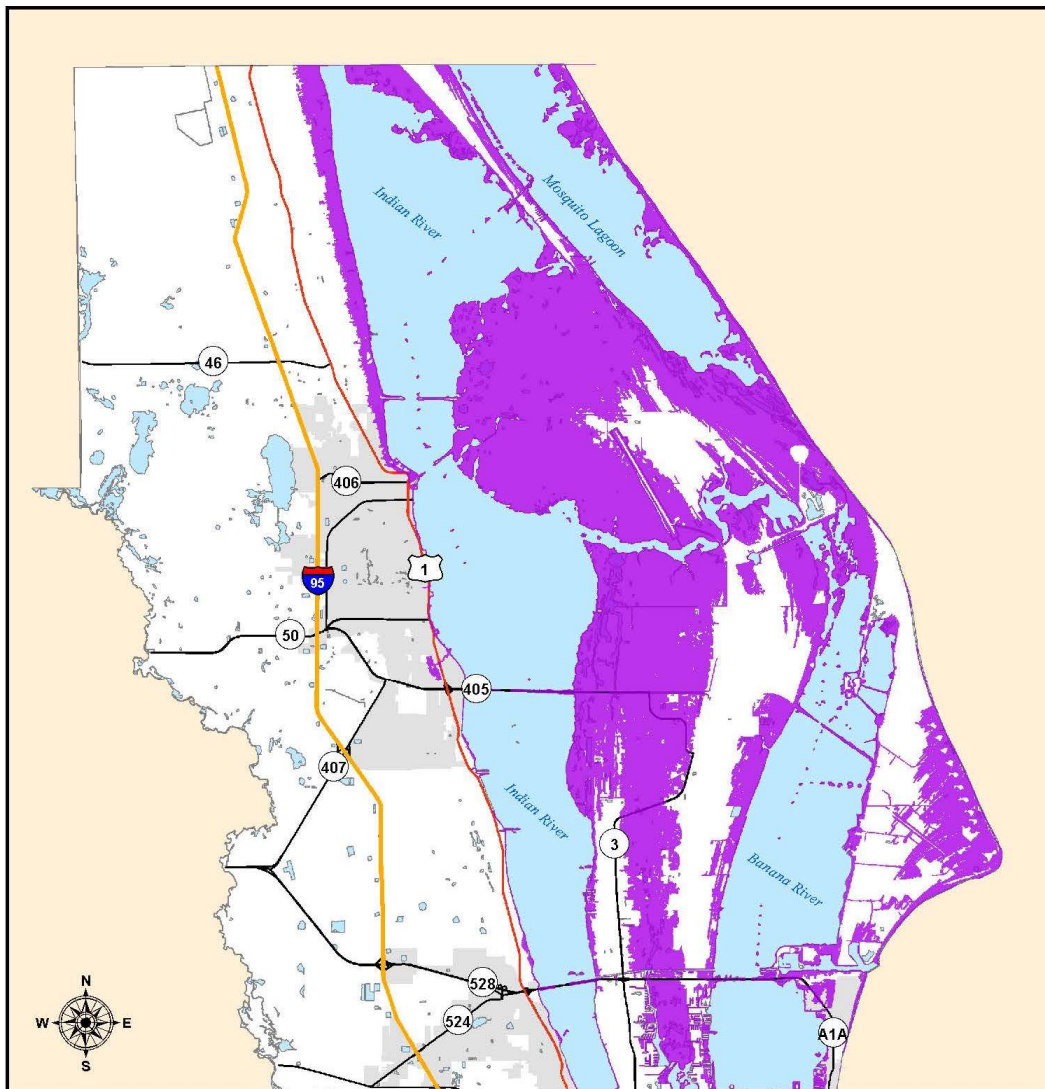 Indian River
Mosquito Lagoon
46
406
1
95
50
405
407
Indian River
3
Banana River
528
524
A1A
N
W E
S